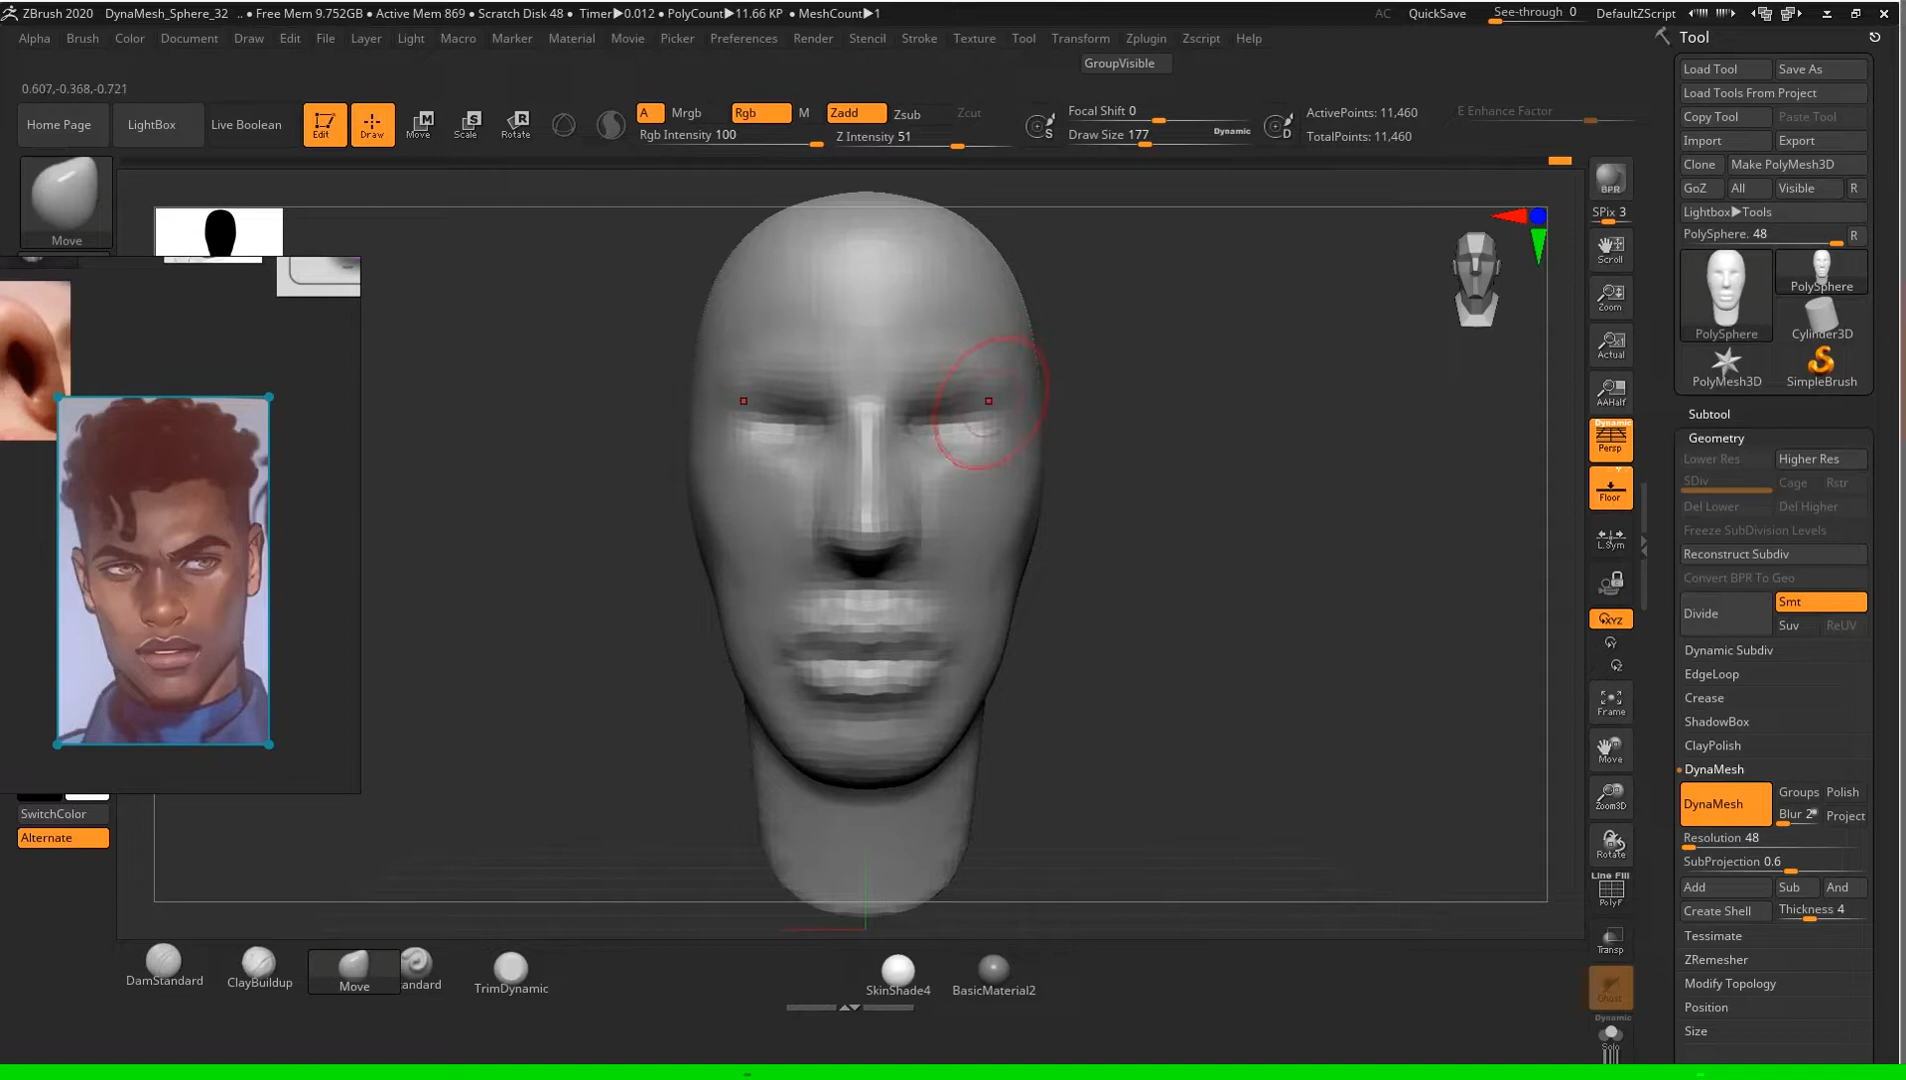 ZBrush 2020 DynaMesh_Sphere_32 .. ● Free Mem 9.752GB ● Active Mem 869 ● Scratch Disk 48 ● Timer▶0.012 ● PolyCount▶11.66 KP ● MeshCount▶1 AC QuickSave See-through 0 DefaultZScript
Alpha Brush Color Document Draw Edit File Layer Light Macro Marker Material Movie Picker Preferences Render Stencil Stroke Texture Tool Transform Zplugin Zscript Help
GroupVisible
0.607,-0.368,-0.721
Home Page LightBox Live Boolean Edit Draw Move Scale Rotate
A Mrgb Rgb M Zadd Zsub Zcut
Rgb Intensity 100 Z Intensity 51
Focal Shift 0
Draw Size 177 Dynamic
ActivePoints: 11,460
TotalPoints: 11,460
E Enhance Factor
Move
SwitchColor
Alternate
DamStandard ClayBuildup Move andard TrimDynamic SkinShade4 BasicMaterial2
BPR
SPix 3
Scroll
Zoom
Actual
AAHalf
Dynamic
Persp
Floor
L.Sym
XYZ
Y
Z
Frame
Move
Zoom3D
Rotate
Line Fill
PolyF
Transp
Ghost
Dynamic
Solo
Tool
Load Tool Save As
Load Tools From Project
Copy Tool Paste Tool
Import Export
Clone Make PolyMesh3D
GoZ All Visible R
Lightbox▶Tools
PolySphere. 48 R
PolySphere
PolySphere Cylinder3D
PolyMesh3D SimpleBrush
Subtool
Geometry
Lower Res Higher Res
SDiv Cage Rstr
Del Lower Del Higher
Freeze SubDivision Levels
Reconstruct Subdiv
Convert BPR To Geo
Divide Smt
Suv ReUV
Dynamic Subdiv
EdgeLoop
Crease
ShadowBox
ClayPolish
DynaMesh
DynaMesh Groups Polish
Blur 2 Project
Resolution 48
SubProjection 0.6
Add Sub And
Create Shell Thickness 4
Tessimate
ZRemesher
Modify Topology
Position
Size